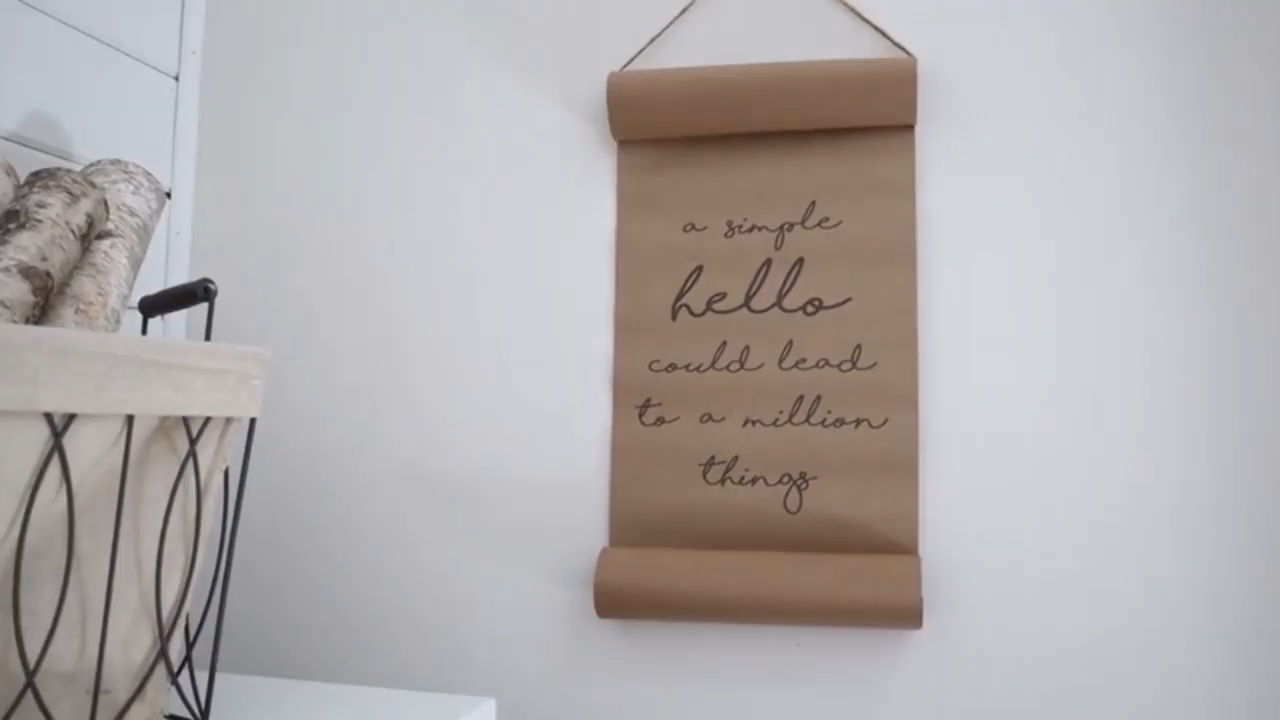 a simple
hello
could lead
to a million
things